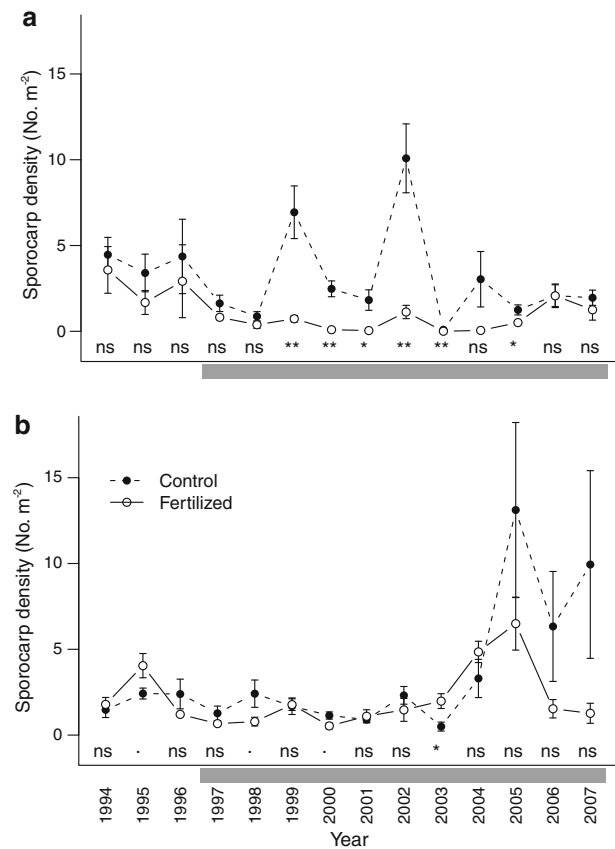 a
Sporocarp density (No. m-2)
15
10
5
0
ns ns ns ns ns ** ** * ** ** ns * ns ns
b
Sporocarp density (No. m-2)
15
10
5
0
Control
Fertilized
ns . ns ns . ns . ns ns * ns ns ns ns
1994 1995 1996 1997 1998 1999 2000 2001 2002 2003 2004 2005 2006 2007
Year